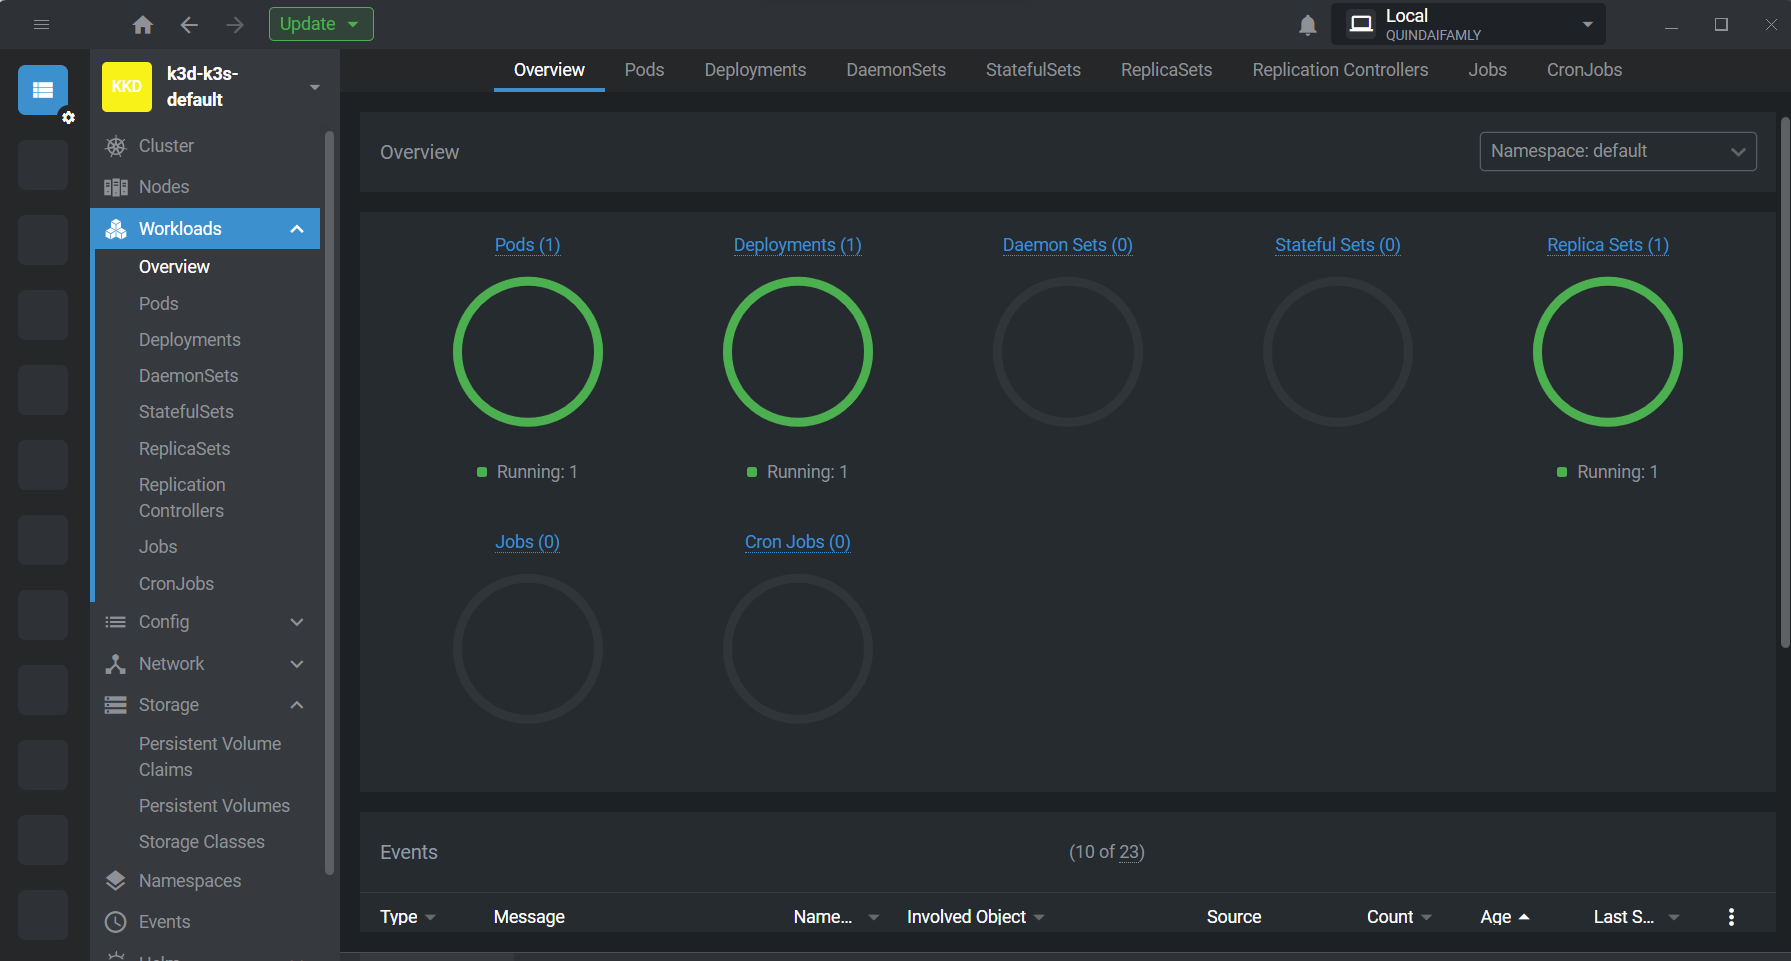 Update
Local
QUINDAIFAMLY
KKD
k3d-k3s-
default
Cluster
Nodes
Workloads
Overview
Pods
Deployments
DaemonSets
StatefulSets
ReplicaSets
Replication
Controllers
Jobs
CronJobs
Config
Network
Storage
Persistent Volume
Claims
Persistent Volumes
Storage Classes
Namespaces
Events
Helm
Overview Pods Deployments DaemonSets StatefulSets ReplicaSets Replication Controllers Jobs CronJobs
Overview
Namespace: default
Pods (1) Deployments (1) Daemon Sets (0) Stateful Sets (0) Replica Sets (1)
Running: 1 Running: 1 Running: 1
Jobs (0) Cron Jobs (0)
Events (10 of 23)
Type Message Name... Involved Object Source Count Age Last S...